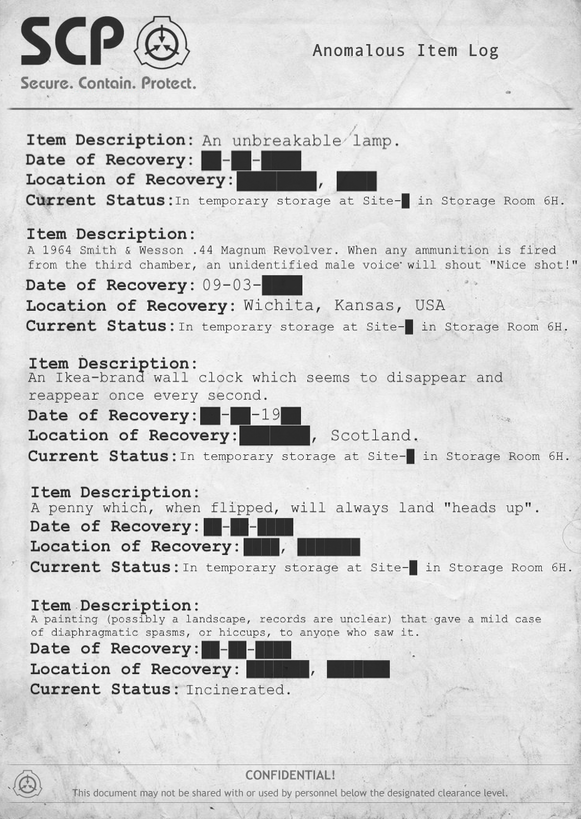 SCP
Secure. Contain. Protect.
Anomalous Item Log
Item Description: An unbreakable lamp.
Date of Recovery: ██-██-████
Location of Recovery: ████████, ████
Current Status: In temporary storage at Site-█ in Storage Room 6H.
Item Description:
A 1964 Smith & Wesson .44 Magnum Revolver. When any ammunition is fired
from the third chamber, an unidentified male voice will shout "Nice shot!"
Date of Recovery: 09-03-████
Location of Recovery: Wichita, Kansas, USA
Current Status: In temporary storage at Site-█ in Storage Room 6H.
Item Description:
An Ikea-brand wall clock which seems to disappear and
reappear once every second.
Date of Recovery: ██-██-19██
Location of Recovery: ███████, Scotland.
Current Status: In temporary storage at Site-█ in Storage Room 6H.
Item Description:
A penny which, when flipped, will always land "heads up".
Date of Recovery: ██-██-████
Location of Recovery: ████, ███████
Current Status: In temporary storage at Site-█ in Storage Room 6H.
Item Description:
A painting (possibly a landscape, records are unclear) that gave a mild case
of diaphragmatic spasms, or hiccups, to anyone who saw it.
Date of Recovery: ██-██-████
Location of Recovery: ███████, ███████
Current Status: Incinerated.
CONFIDENTIAL!
This document may not be shared with or used by personnel below the designated clearance level.